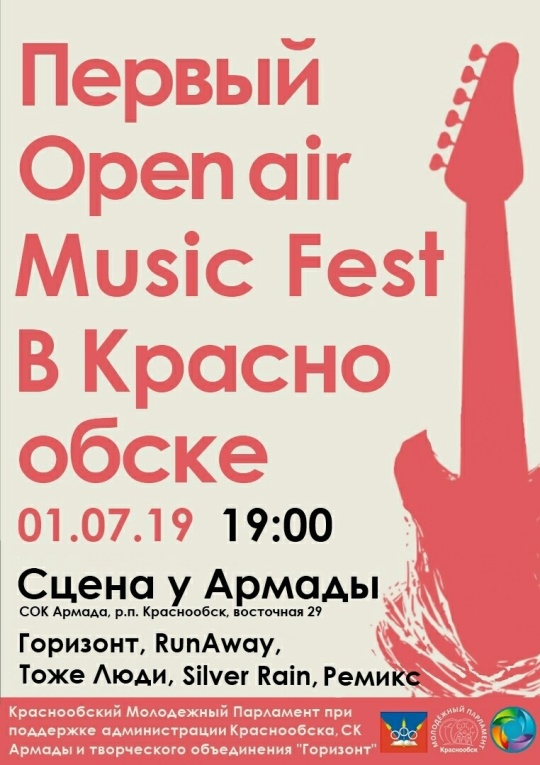 Первый
Open air
Music Fest
В Красно
обске
01.07.19 19:00
Сцена у Армады
СОК Армада, р.п. Краснообск, восточная 29
Горизонт, RunAway,
Тоже Люди, Silver Rain, Ремикс
Краснообский Молодежный Парламент при
поддержке администрации Краснообска, СК
Армады и творческого объединения "Горизонт"
МОЛОДЕЖНЫЙ ПАРЛАМЕНТ
Краснообск